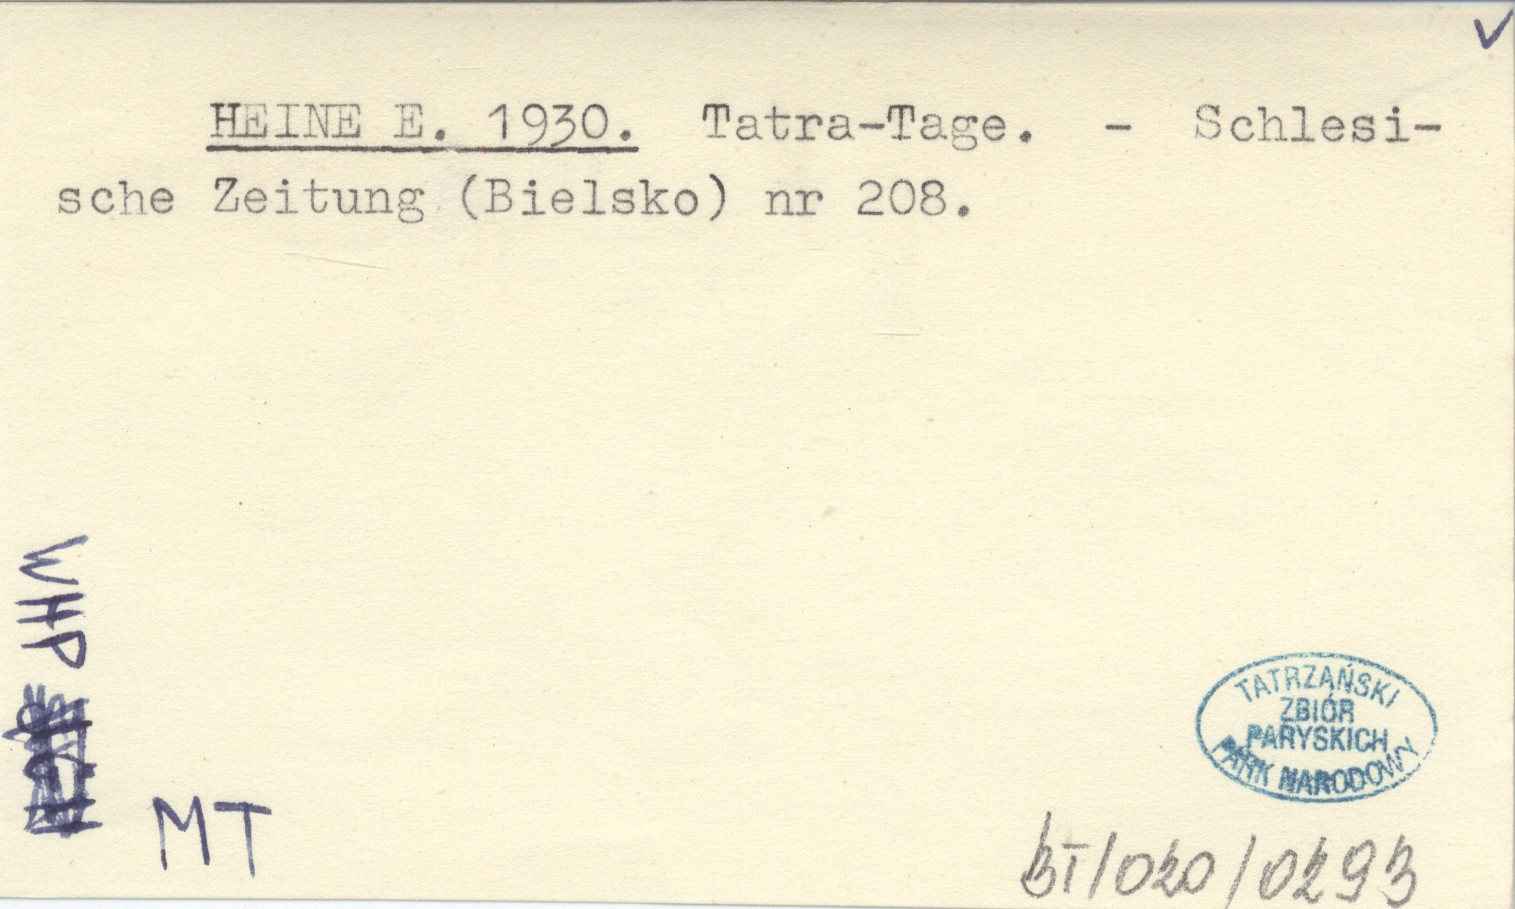 HEINE E. 1930. Tatra-Tage. - Schlesi-
sche Zeitung (Bielsko) nr 208.
WHP
MT
TATRZAŃSKI
ZBIÓR
PARYSKICH
PARK NARODOWY
BT/020/0293